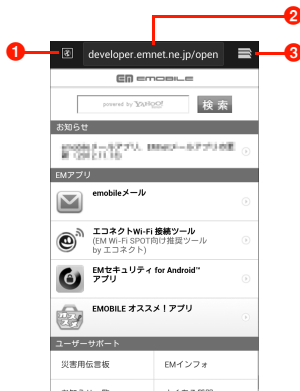 2
1
3
developer.emnet.ne.jp/open
EM EMOBILE
powered by YAHOO!
検索
お知らせ
EMアプリ
emobileメール
エコネクトWi-Fi 接続ツール
(EM Wi-Fi SPOT向け推奨ツール
by エコネクト)
EMセキュリティ for Android™
アプリ
EMOBILE オススメ！アプリ
ユーザーサポート
災害用伝言板
EMインフォ